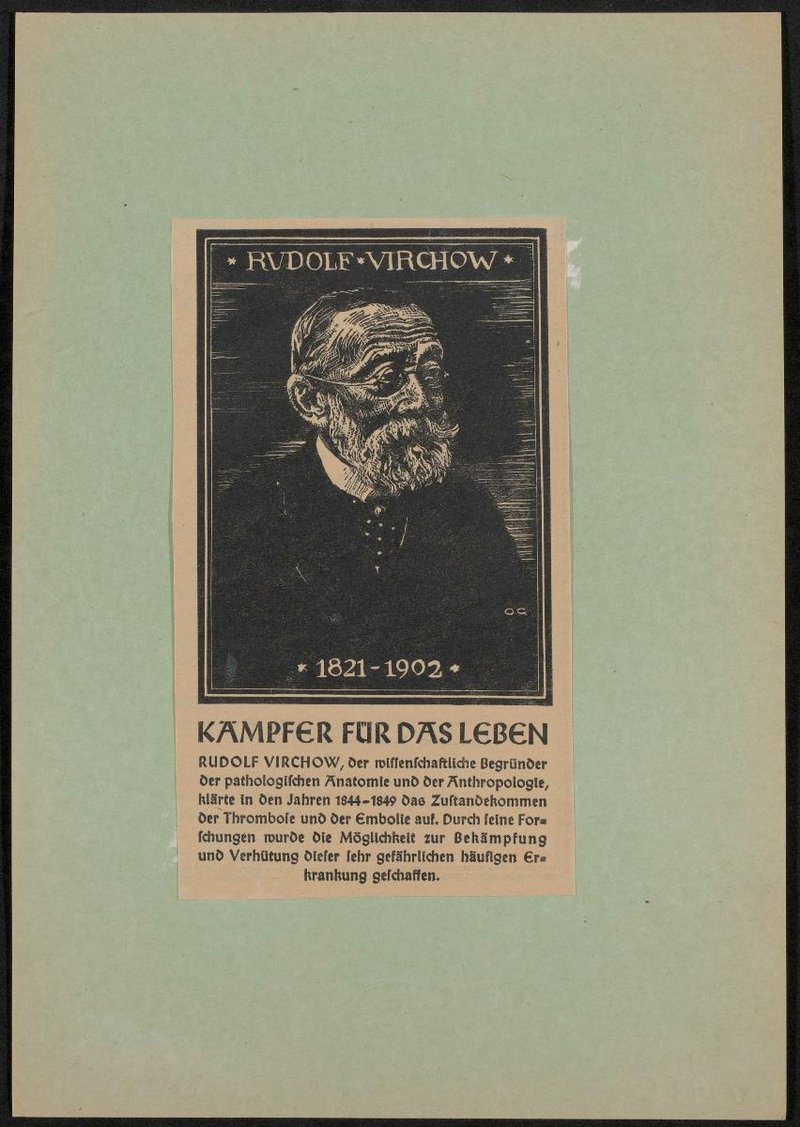 * RVDOLF * VIRCHOW *
OG
* 1821 - 1902 *
KÄMPFER FÜR DAS LEBEN
RUDOLF VIRCHOW, der wiſſenſchaftliche Begründer
der pathologiſchen Anatomie und der Anthropologie,
klärte in den Jahren 1844-1849 das Zuſtandekommen
der Thromboſe und der Embolie auf. Durch ſeine For⸗
ſchungen wurde die Möglichkeit zur Bekämpfung
und Verhütung dieſer ſehr gefährlichen häufigen Er⸗
krankung geſchaffen.